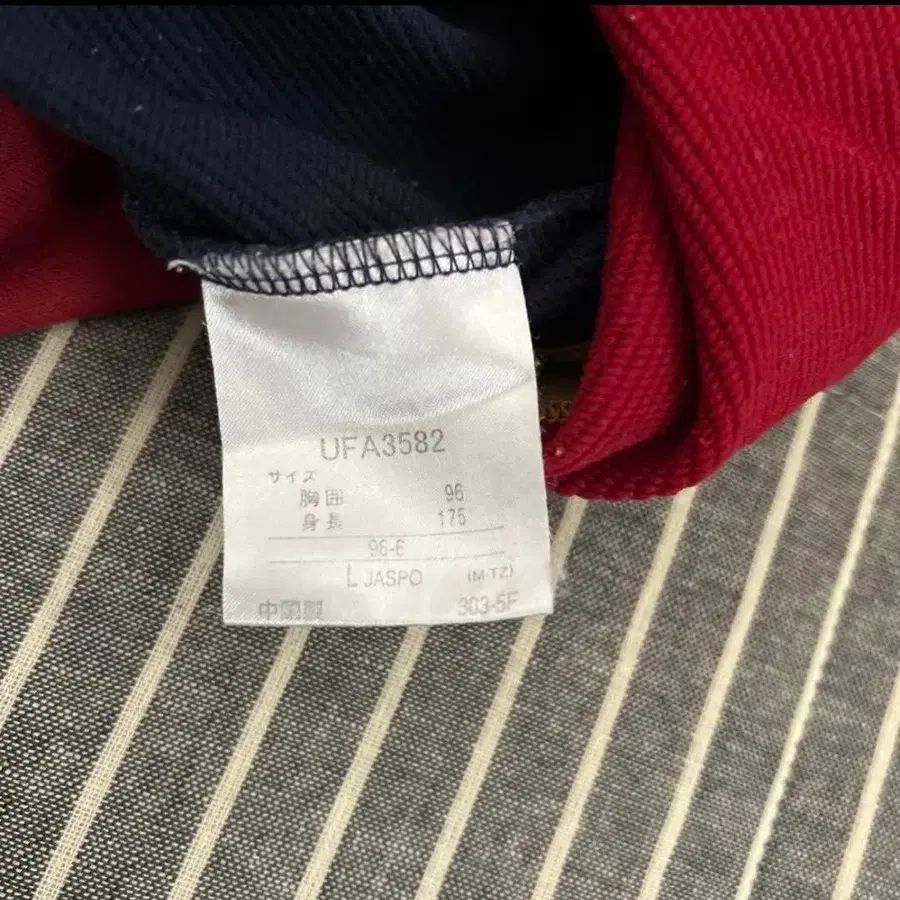 UFA3582
サイズ
胸囲 96
身長 175
96-6
L JASPO (M-TZ)
中国製 303-5F